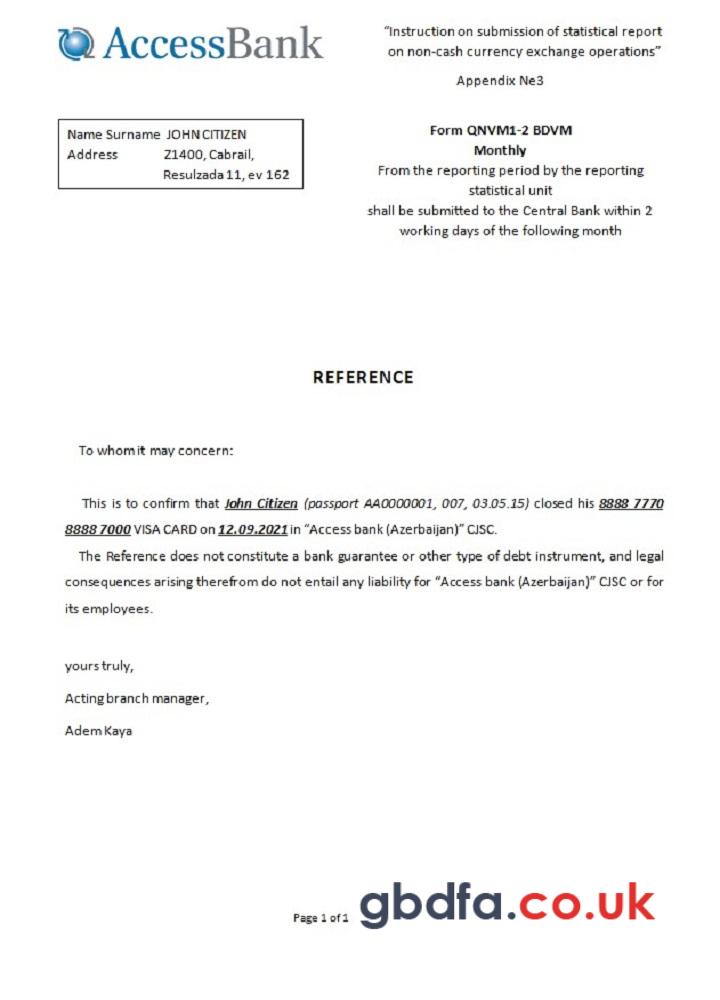 AccessBank
"Instruction on submission of statistical report
on non-cash currency exchange operations"
Appendix Ne3
Name Surname JOHN CITIZEN
Address Z1400, Cabrail,
Resulzada 11, ev 162
Form QNVM1-2 BDVM
Monthly
From the reporting period by the reporting
statistical unit
shall be submitted to the Central Bank within 2
working days of the following month
REFERENCE
To whom it may concern:
This is to confirm that John Citizen (passport AA0000001, 007, 03.05.15) closed his 8888 7770
8888 7000 VISA CARD on 12.09.2021 in "Access bank (Azerbaijan)" CJSC.
The Reference does not constitute a bank guarantee or other type of debt instrument, and legal
consequences arising therefrom do not entail any liability for "Access bank (Azerbaijan)" CJSC or for
its employees.
yours truly,
Acting branch manager,
Adem Kaya
Page 1 of 1
gbdfa.co.uk